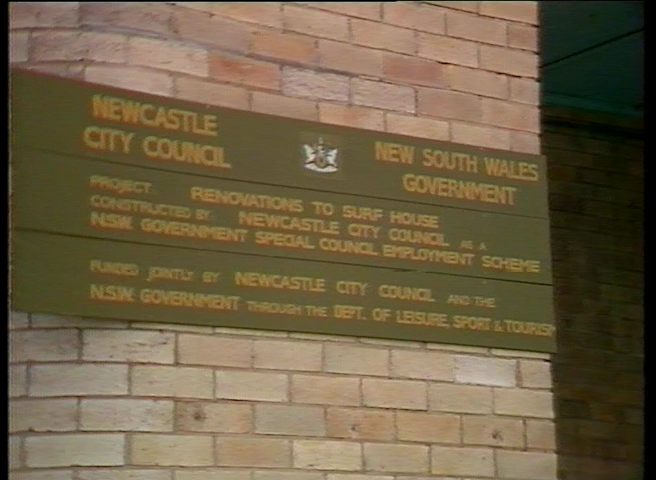 NEWCASTLE
CITY COUNCIL
NEW SOUTH WALES
GOVERNMENT
PROJECT RENOVATIONS TO SURF HOUSE
CONSTRUCTED BY NEWCASTLE CITY COUNCIL AS A
N.S.W. GOVERNMENT SPECIAL COUNCIL EMPLOYMENT SCHEME
FUNDED JOINTLY BY NEWCASTLE CITY COUNCIL AND THE
N.S.W. GOVERNMENT THROUGH THE DEPT. OF LEISURE, SPORT & TOURISM